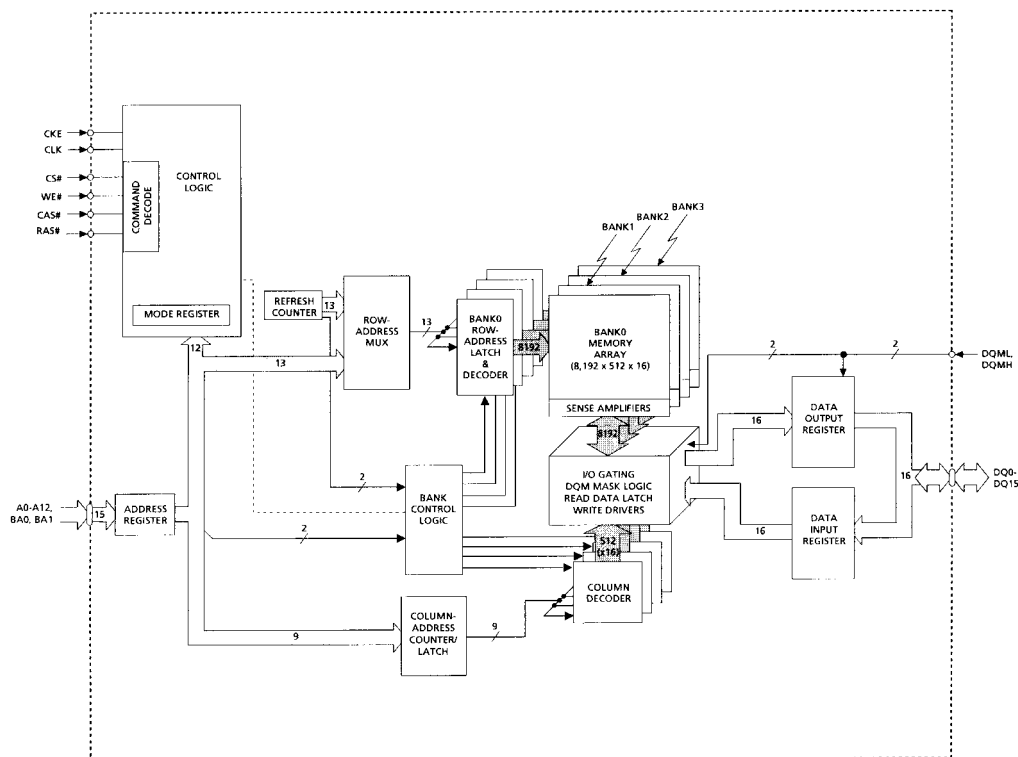 CKE
CLK
CS#
WE#
CAS#
RAS#
COMMAND
DECODE
CONTROL
LOGIC
MODE REGISTER
12
BANK3
BANK2
BANK1
REFRESH
COUNTER
13
ROW-
ADDRESS
MUX
13
13
BANK0
ROW-
ADDRESS
LATCH
&
DECODER
8192
BANK0
MEMORY
ARRAY
(8,192 x 512 x 16)
SENSE AMPLIFIERS
8192
2
2
DQML,
DQMH
DATA
OUTPUT
REGISTER
16
I/O GATING
DQM MASK LOGIC
READ DATA LATCH
WRITE DRIVERS
16
DQ0-
DQ15
16
DATA
INPUT
REGISTER
A0-A12,
BA0, BA1
15
ADDRESS
REGISTER
2
2
BANK
CONTROL
LOGIC
512
(x16)
COLUMN
DECODER
9
COLUMN-
ADDRESS
COUNTER/
LATCH
9